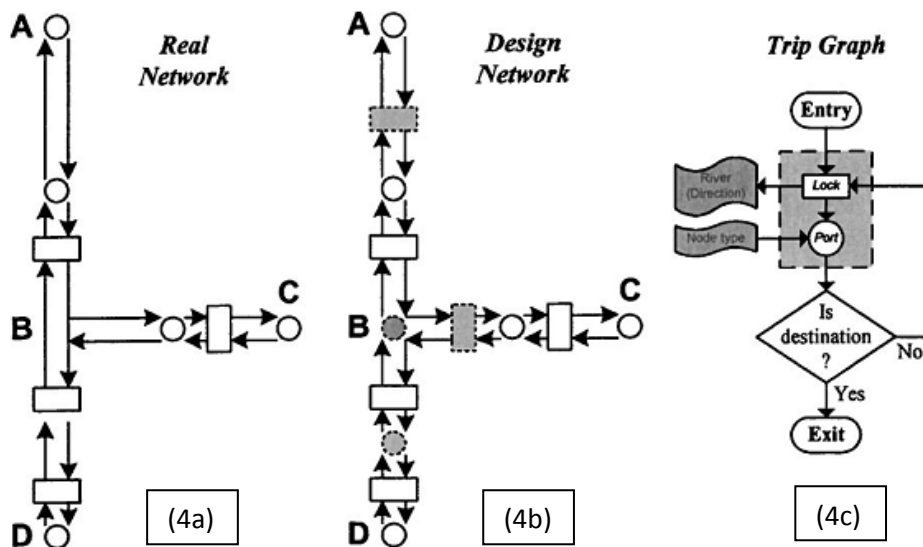 A
Real
Network
B
C
D
(4a)
A
Design
Network
B
C
D
(4b)
Trip Graph
Entry
River
(Direction)
Lock
Node type
Port
Is
destination
?
No
Yes
Exit
(4c)